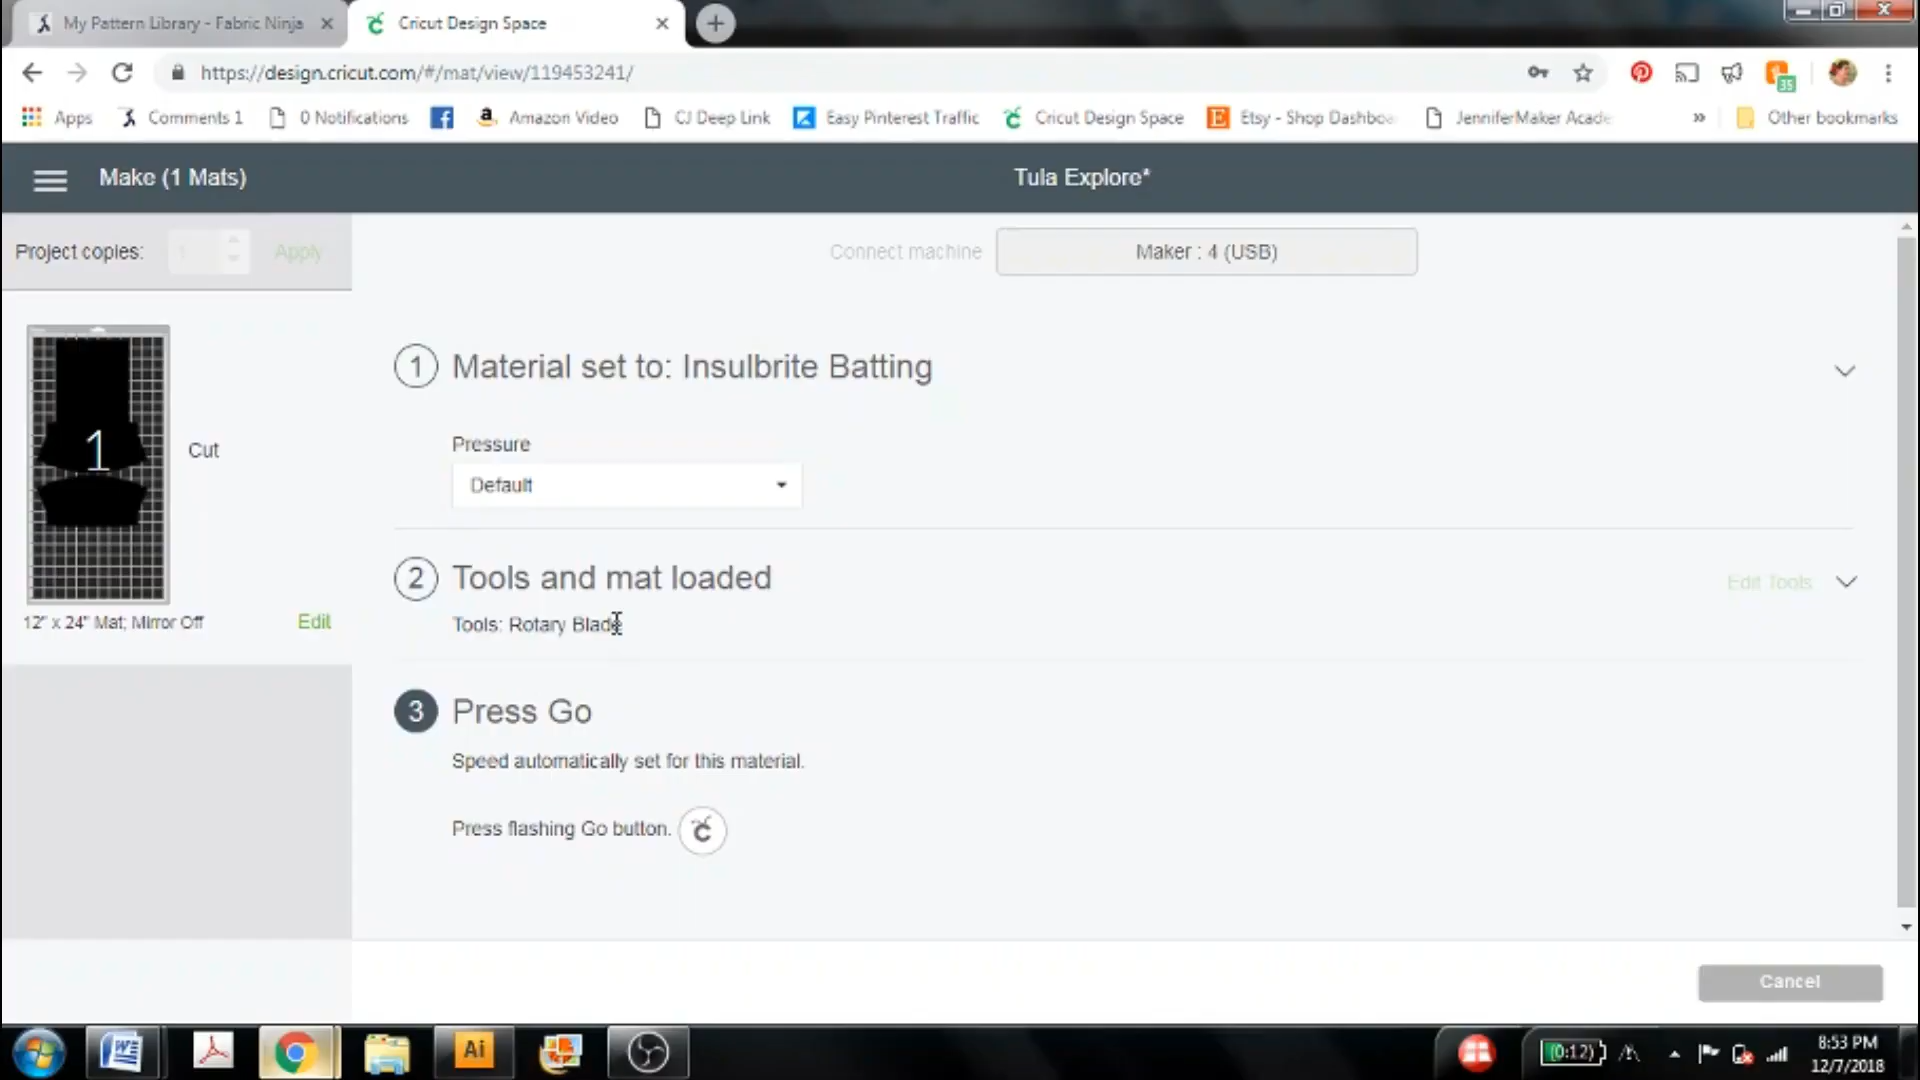 My Pattern Library - Fabric Ninja
Cricut Design Space
https://design.cricut.com/#/mat/view/119453241/
35
Apps
Comments 1
0 Notifications
Amazon Video
CJ Deep Link
Easy Pinterest Traffic
Cricut Design Space
Etsy - Shop Dashboa
JenniferMaker Acade
»
Other bookmarks
Make (1 Mats)
Tula Explore*
Project copies:
1
Apply
Connect machine
Maker : 4 (USB)
1
Cut
12" x 24" Mat; Mirror Off
Edit
1 Material set to: Insulbrite Batting
Pressure
Default
2 Tools and mat loaded
Edit Tools
Tools: Rotary Blade
3 Press Go
Speed automatically set for this material.
Press flashing Go button.
Cancel
Ai
(0:12)
8:53 PM
12/7/2018